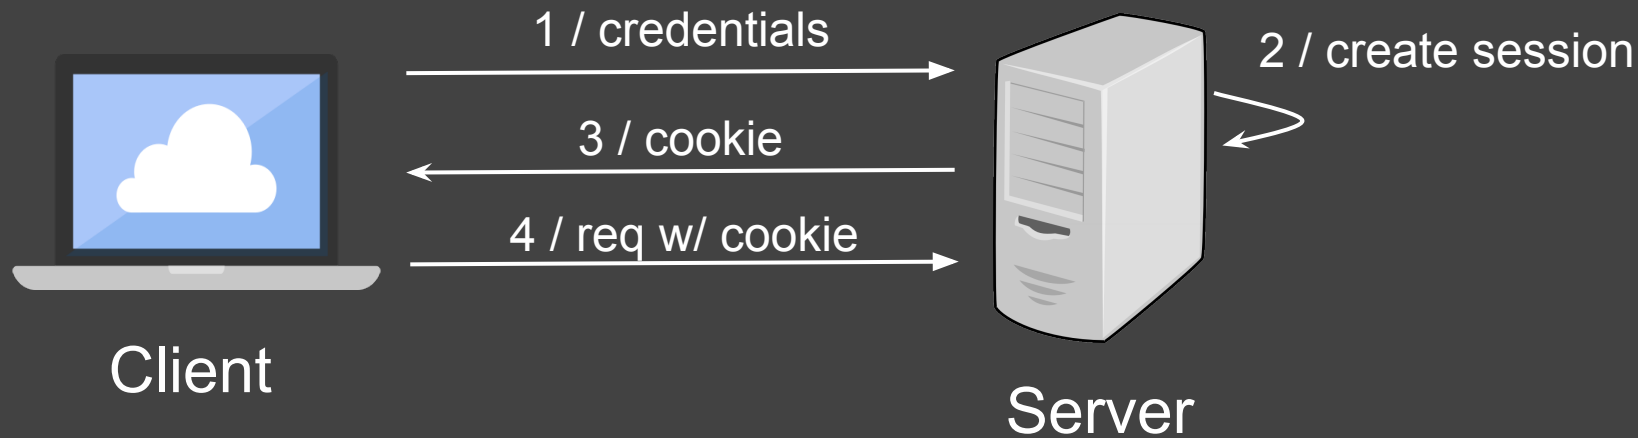 1 / credentials
2 / create session
3 / cookie
4 / req w/ cookie
Client
Server